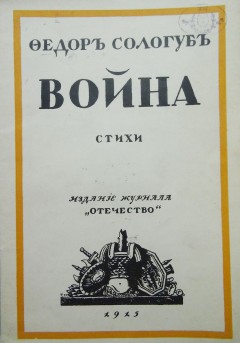 ѲЕДОРЪ СОЛОГУБЪ
ВОЙНА
СТИХИ
ИЗДАНІЕ ЖУРНАЛА
„ОТЕЧЕСТВО"
1915